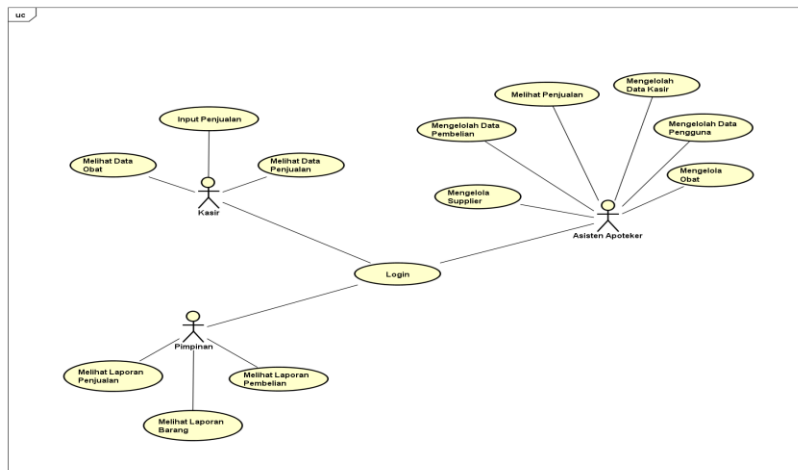 uc
Input Penjualan
Melihat Data
Obat
Melihat Data
Penjualan
Kasir
Melihat Penjualan
Mengelolah
Data Kasir
Mengelolah Data
Pembelian
Mengelolah Data
Pengguna
Mengelola
Supplier
Mengelola
Obat
Asisten Apoteker
Login
Pimpinan
Melihat Laporan
Penjualan
Melihat Laporan
Pembelian
Melihat Laporan
Barang